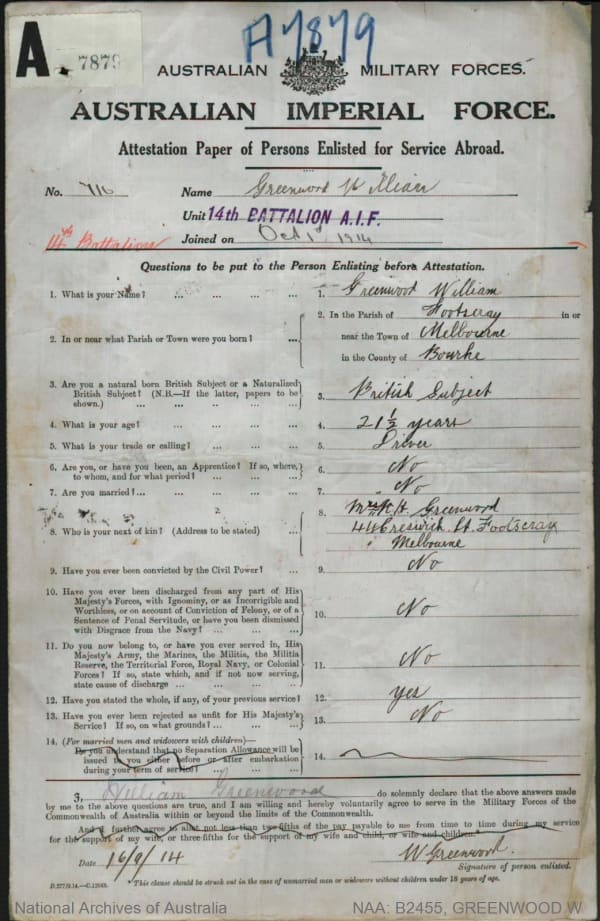 A7879
A
7879
AUSTRALIAN MILITARY FORCES.
AUSTRALIAN IMPERIAL FORCE.
Attestation Paper of Persons Enlisted for Service Abroad.
No. 716 Name Greenwood William
Unit 14th BATTALION A.I.F.
14th Battalion Joined on Oct 1st 1914
Questions to be put to the Person Enlisting before Attestation.
1. What is your Name? ... ... ... ... 1. Greenwood William
2. In or near what Parish or Town were you born? ... 2. In the Parish of Footscray in or
near the Town of Melbourne
in the County of Bourke
3. Are you a natural born British Subject or a Naturalized
British Subject? (N.B.—If the latter, papers to be
shown.) ... ... ... ... 3. British Subject
4. What is your age? ... ... ... ... 4. 21½ years
5. What is your trade or calling? ... ... ... 5. Driver
6. Are you, or have you been, an Apprentice? If so, where,
to whom, and for what period? ... ... ... 6. No
7. Are you married?... ... ... ... 7. No
8. Who is your next of kin? (Address to be stated) ... 8. Greenwood
44 Creswick St. Footscray
Melbourne
9. Have you ever been convicted by the Civil Power? ... 9. No
10. Have you ever been discharged from any part of His
Majesty's Forces, with Ignominy, or as Incorrigible and
Worthless, or on account of Conviction of Felony, or of a
Sentence of Penal Servitude, or have you been dismissed
with Disgrace from the Navy? ... ... ... 10. No
11. Do you now belong to, or have you ever served in, His
Majesty's Army, the Marines, the Militia, the Militia
Reserve, the Territorial Force, Royal Navy, or Colonial
Forces? If so, state which, and if not now serving,
state cause of discharge ... ... ... 11. No
12. Have you stated the whole, if any, of your previous service? 12. yes
13. Have you ever been rejected as unfit for His Majesty's
Service? If so, on what grounds? ... ... ... 13. No
14. (For married men and widowers with children)—
Do you understand that no Separation Allowance will be
issued to you either before or after embarkation
during your term of service? ... ... 14.
I, William Greenwood do solemnly declare that the above answers made
by me to the above questions are true, and I am willing and hereby voluntarily agree to serve in the Military Forces of the
Commonwealth of Australia within or beyond the limits of the Commonwealth.
And I further agree to allot not less than two-fifths of the pay payable to me from time to time during my service
for the support of my wife, or three-fifths for the support of my wife and child, or wife and children.*
Date 16/9/14 W Greenwood.
Signature of person enlisted.
* This clause should be struck out in the case of unmarried men or widowers without children under 18 years of age.
National Archives of Australia NAA: B2455, GREENWOOD W